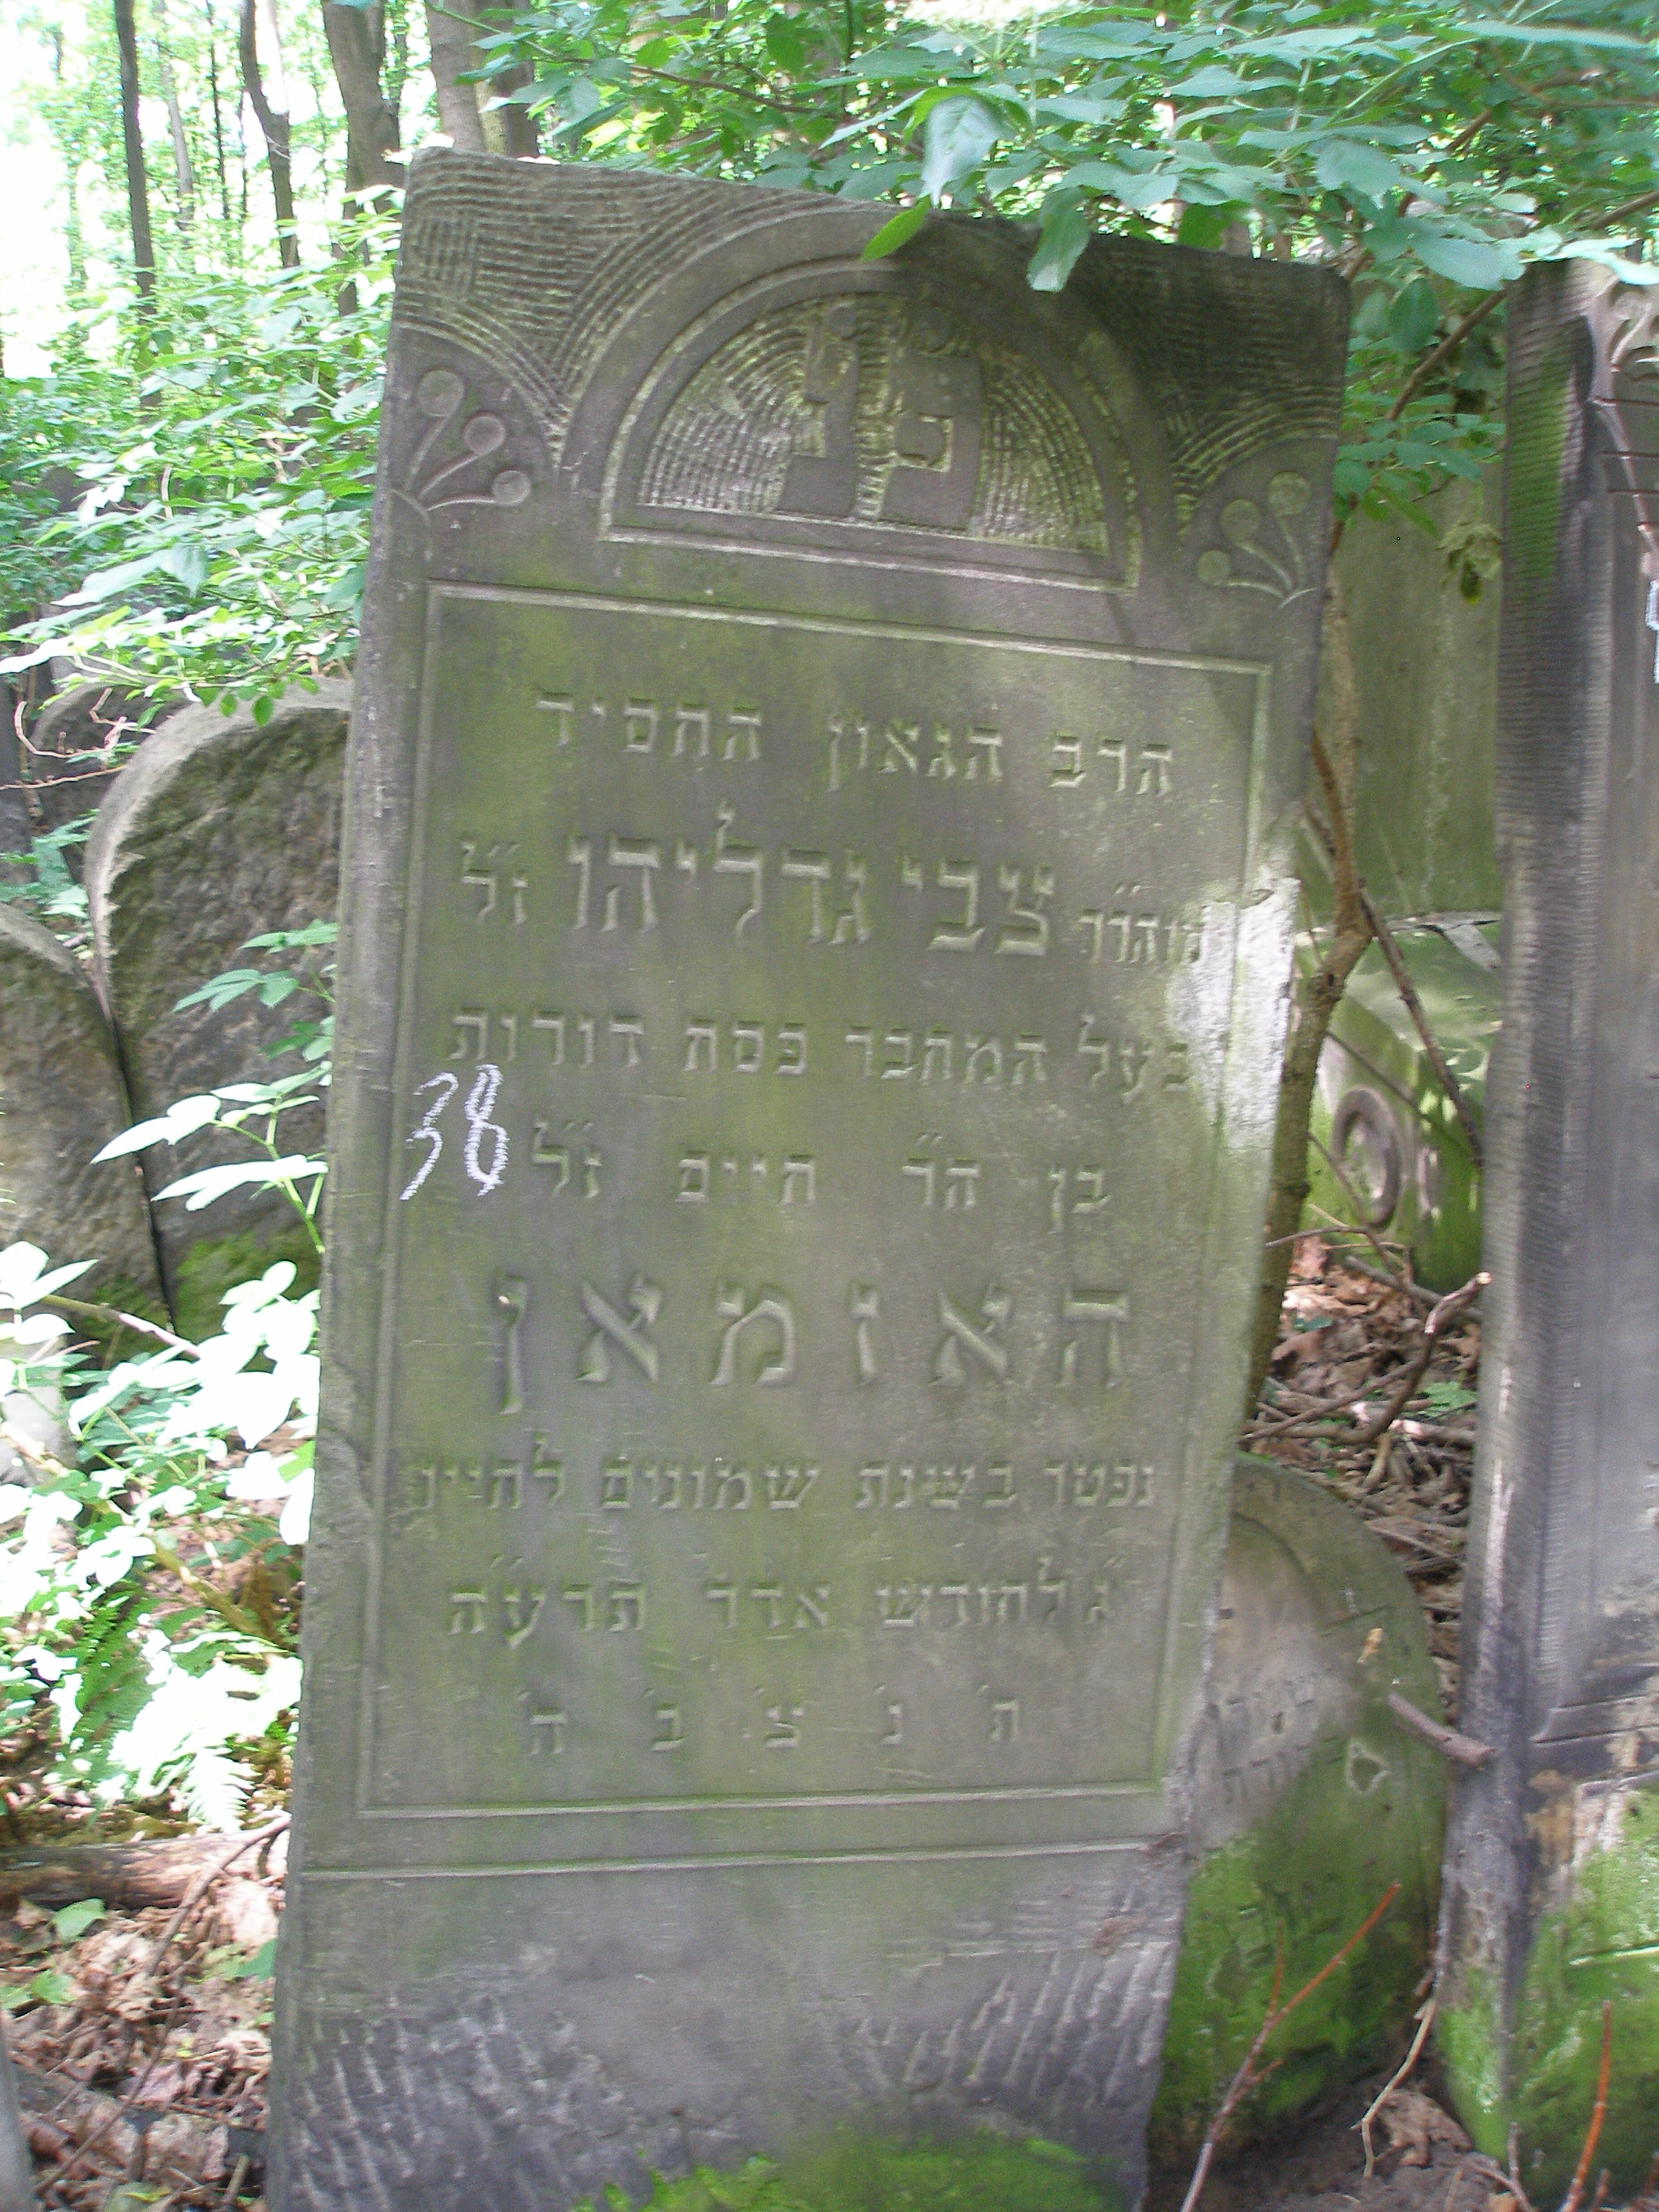 פ נ
הרב הגאון החסיד
מוהר״ר צבי גדליהו ז״ל
בעל המחבר כסת דורות
בן הר״ חיים ז״ל
האזמאן
נפטר בשנת שמונים לחייו
י״ג לחודש אדר תרע״ה
ת׳ נ׳ צ׳ ב׳ ה׳
38